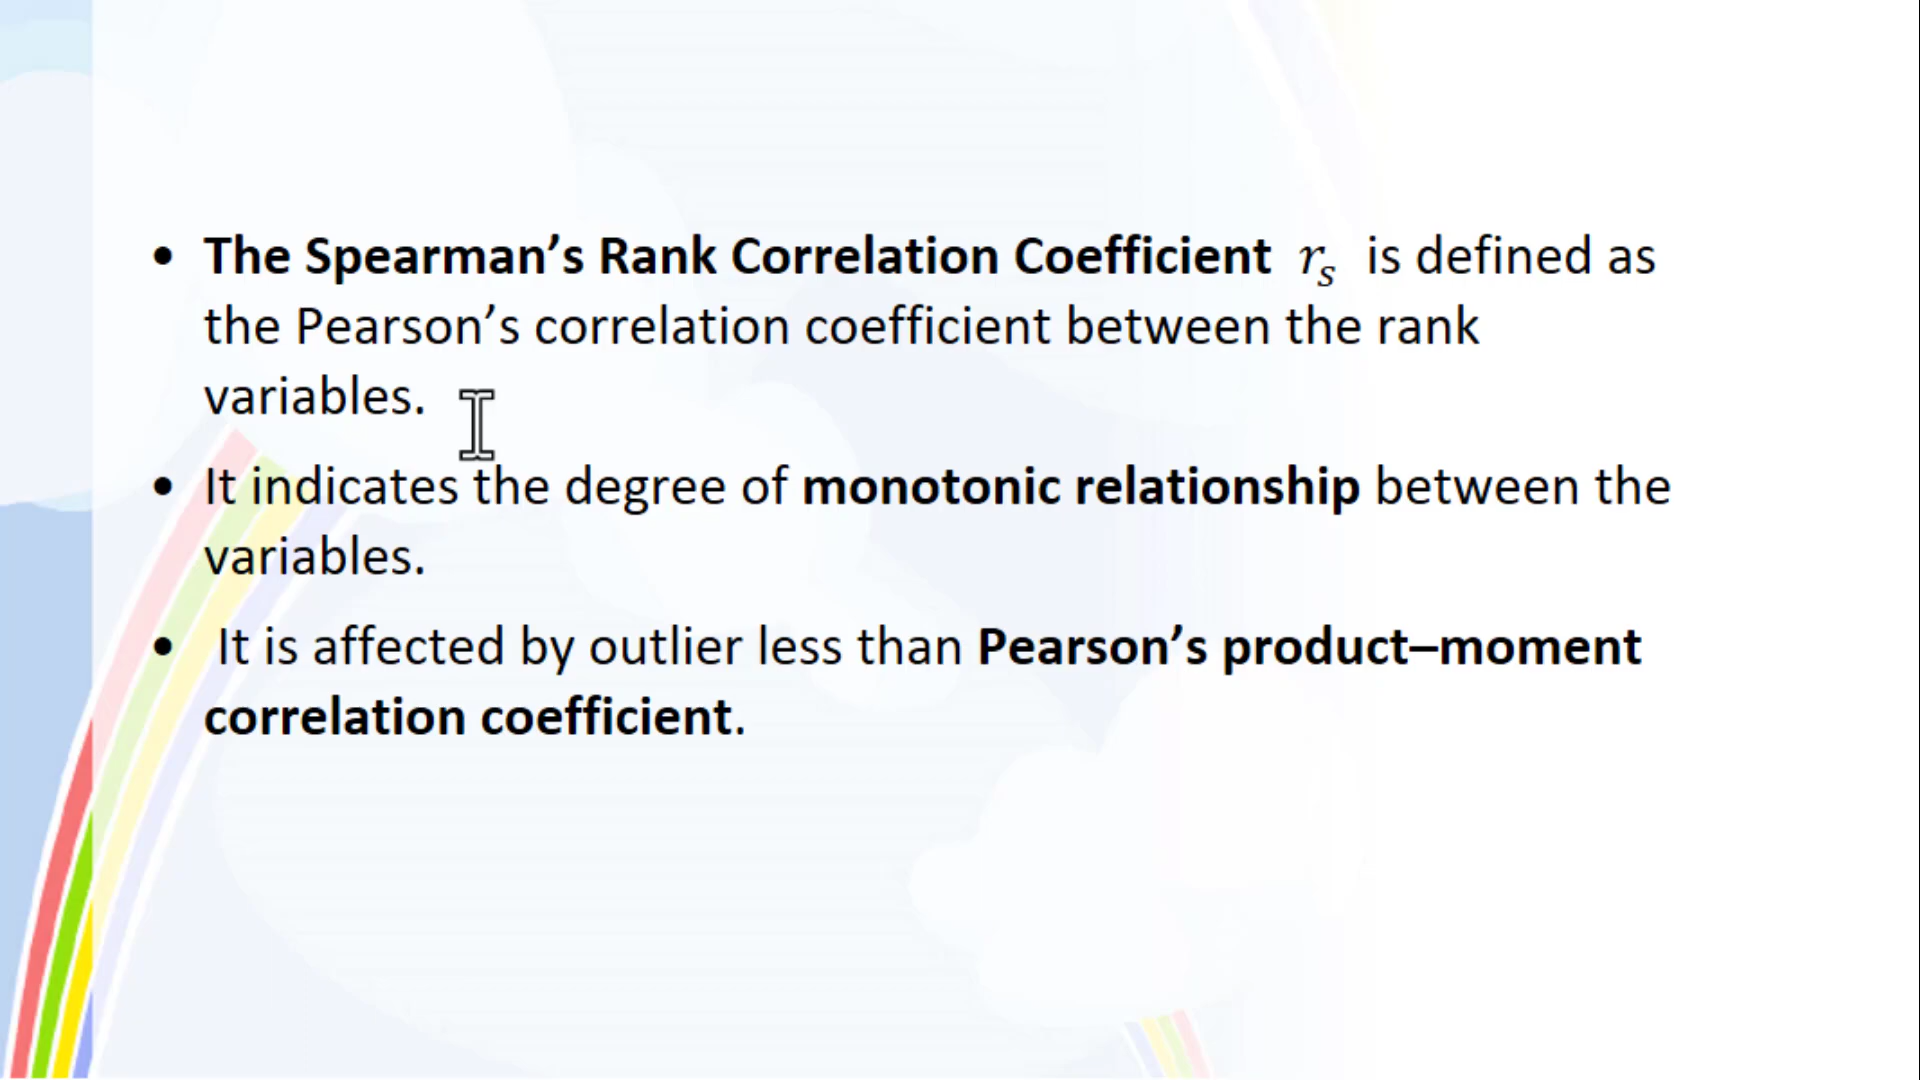 • The Spearman’s Rank Correlation Coefficient rₛ is defined as
the Pearson’s correlation coefficient between the rank
variables.
• It indicates the degree of monotonic relationship between the
variables.
• It is affected by outlier less than Pearson’s product–moment
correlation coefficient.